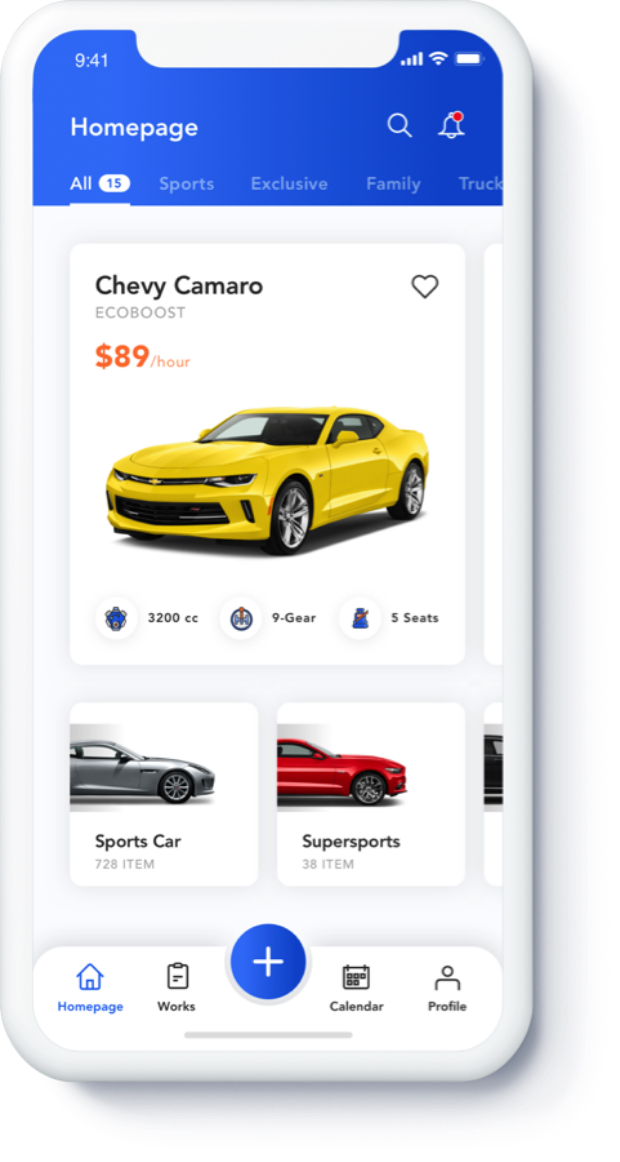 9:41
Homepage
All 15 Sports Exclusive Family Truck
Chevy Camaro
ECOBOOST
$89/hour
3200 cc 9-Gear 5 Seats
Sports Car Supersports
728 ITEM 38 ITEM
Homepage Works Calendar Profile